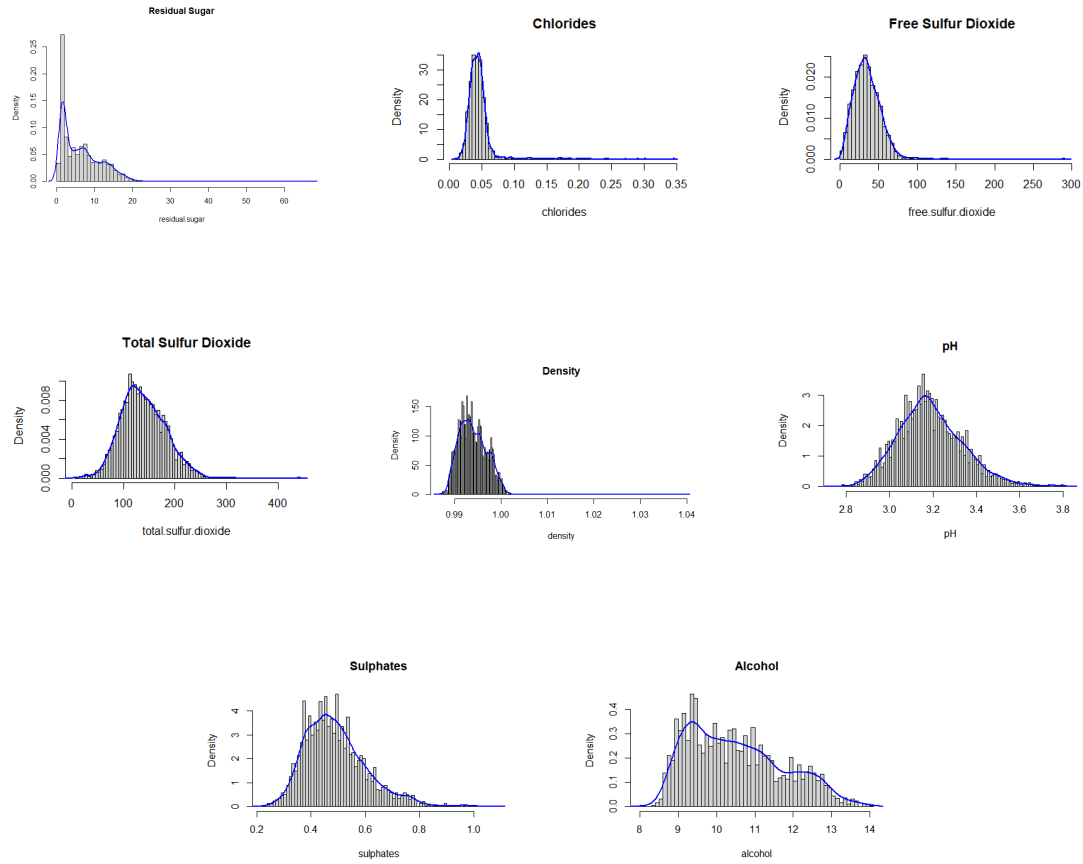 Residual Sugar
Density
0.00 0.05 0.10 0.15 0.20 0.25
0 10 20 30 40 50 60
residual.sugar
Chlorides
Density
0 10 20 30
0.00 0.05 0.10 0.15 0.20 0.25 0.30 0.35
chlorides
Free Sulfur Dioxide
Density
0.000 0.010 0.020
0 50 100 150 200 250 300
free.sulfur.dioxide
Total Sulfur Dioxide
Density
0.000 0.004 0.008
0 100 200 300 400
total.sulfur.dioxide
Density
Density
0 50 100 150
0.99 1.00 1.01 1.02 1.03 1.04
density
pH
Density
0 1 2 3
2.8 3.0 3.2 3.4 3.6 3.8
pH
Sulphates
Density
0 1 2 3 4
0.2 0.4 0.6 0.8 1.0
sulphates
Alcohol
Density
0.0 0.1 0.2 0.3 0.4
8 9 10 11 12 13 14
alcohol